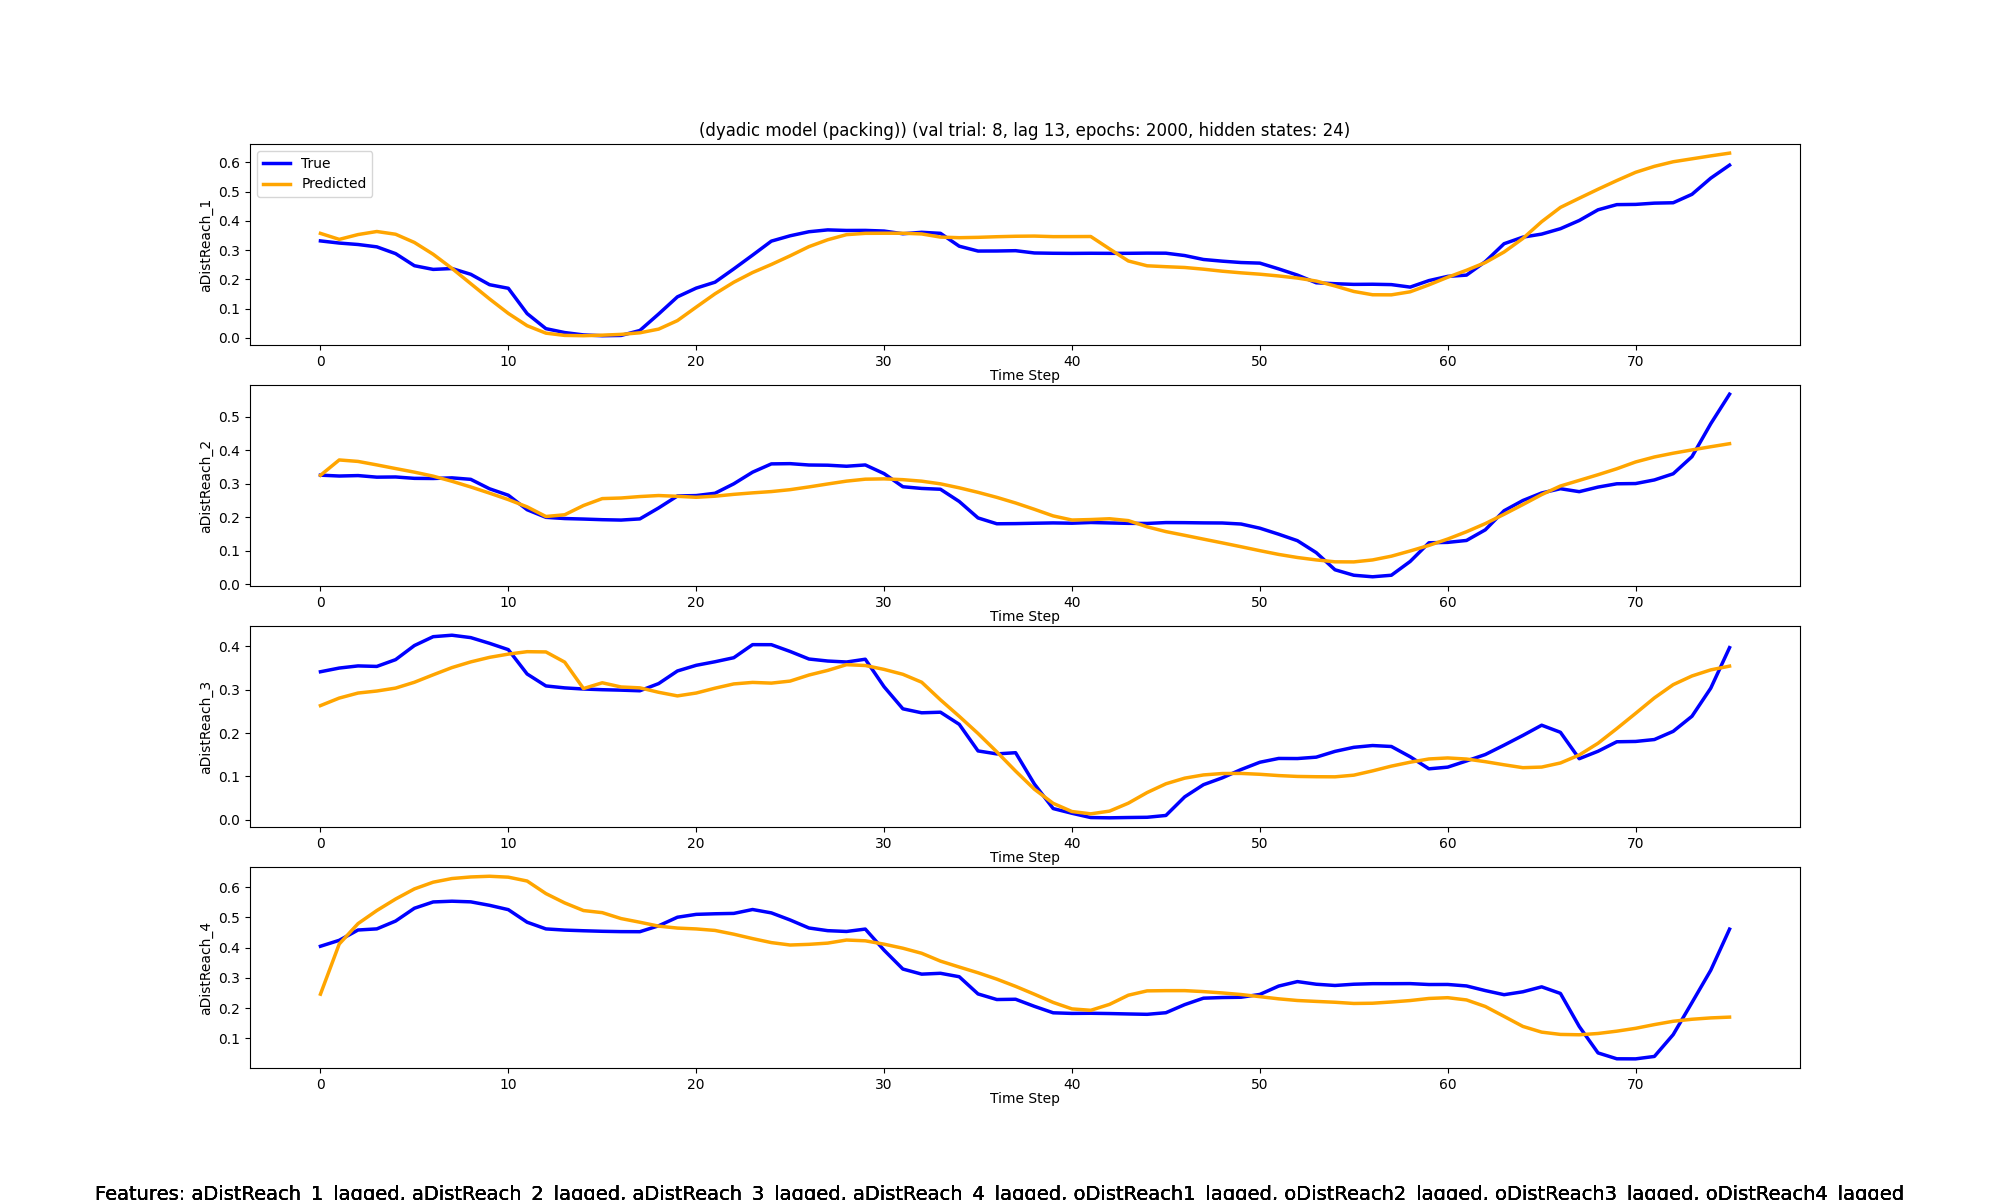 (dyadic model (packing)) (val trial: 8, lag 13, epochs: 2000, hidden states: 24)
True
Predicted
aDistReach_1
0.6
0.5
0.4
0.3
0.2
0.1
0.0
0 10 20 30 40 50 60 70
Time Step
aDistReach_2
0.5
0.4
0.3
0.2
0.1
0.0
0 10 20 30 40 50 60 70
Time Step
aDistReach_3
0.4
0.3
0.2
0.1
0.0
0 10 20 30 40 50 60 70
Time Step
aDistReach_4
0.6
0.5
0.4
0.3
0.2
0.1
0 10 20 30 40 50 60 70
Time Step
Features: aDistReach_1_lagged, aDistReach_2_lagged, aDistReach_3_lagged, aDistReach_4_lagged, oDistReach1_lagged, oDistReach2_lagged, oDistReach3_lagged, oDistReach4_lagged